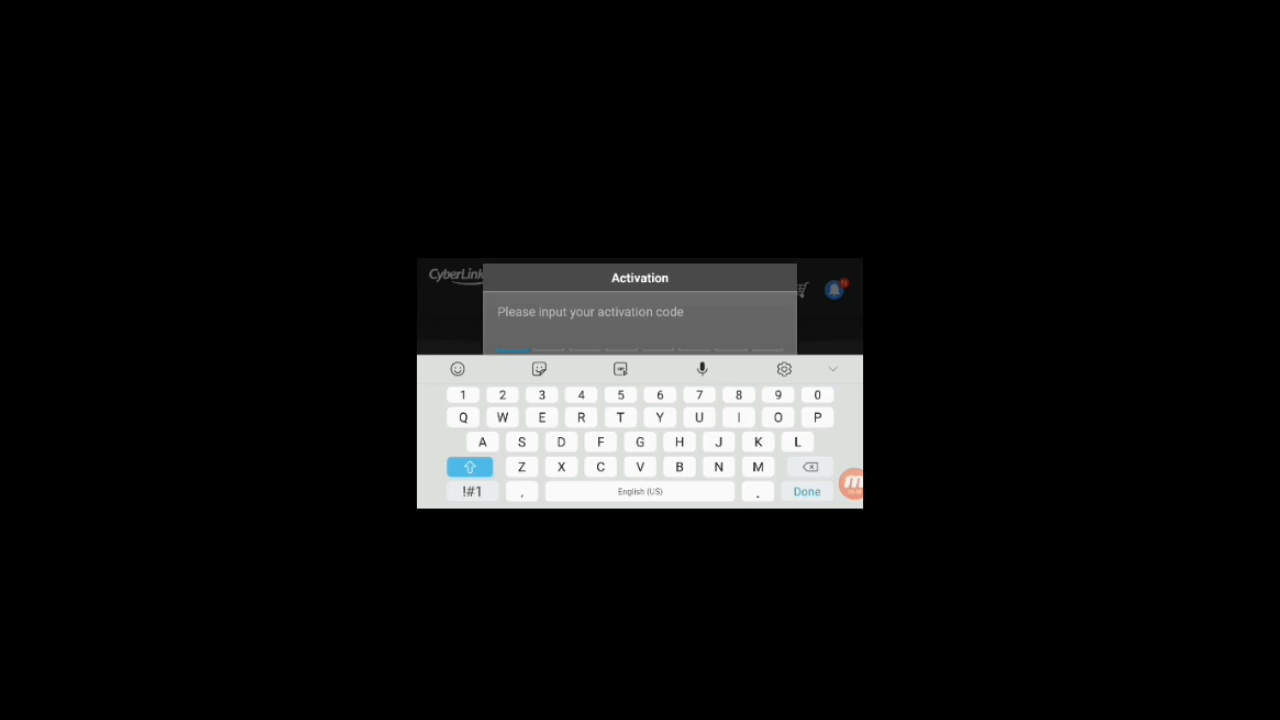 CyberLink
Activation
N
Please input your activation code
1 2 3 4 5 6 7 8 9 0
Q W E R T Y U I O P
A S D F G H J K L
Z X C V B N M
!#1 , English (US) . Done